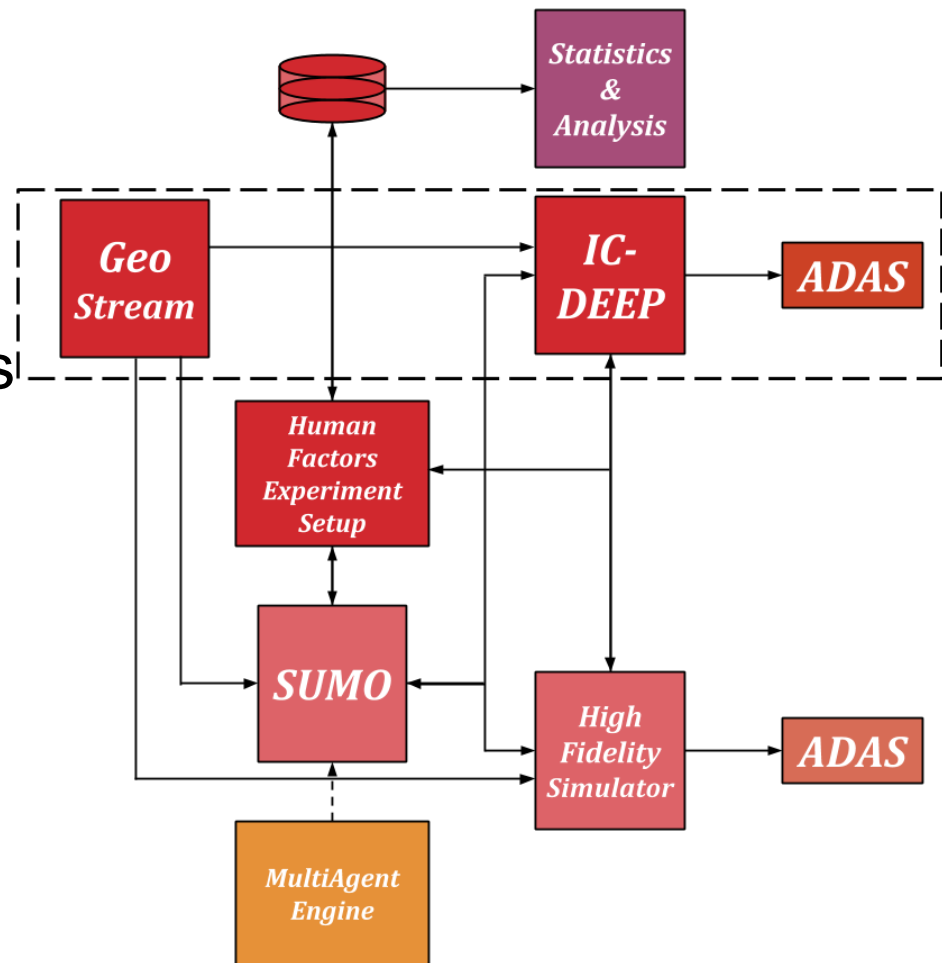 Statistics
&
Analysis
Geo
Stream
IC-
DEEP
ADAS
s
Human
Factors
Experiment
Setup
SUMO
High
Fidelity
Simulator
ADAS
MultiAgent
Engine